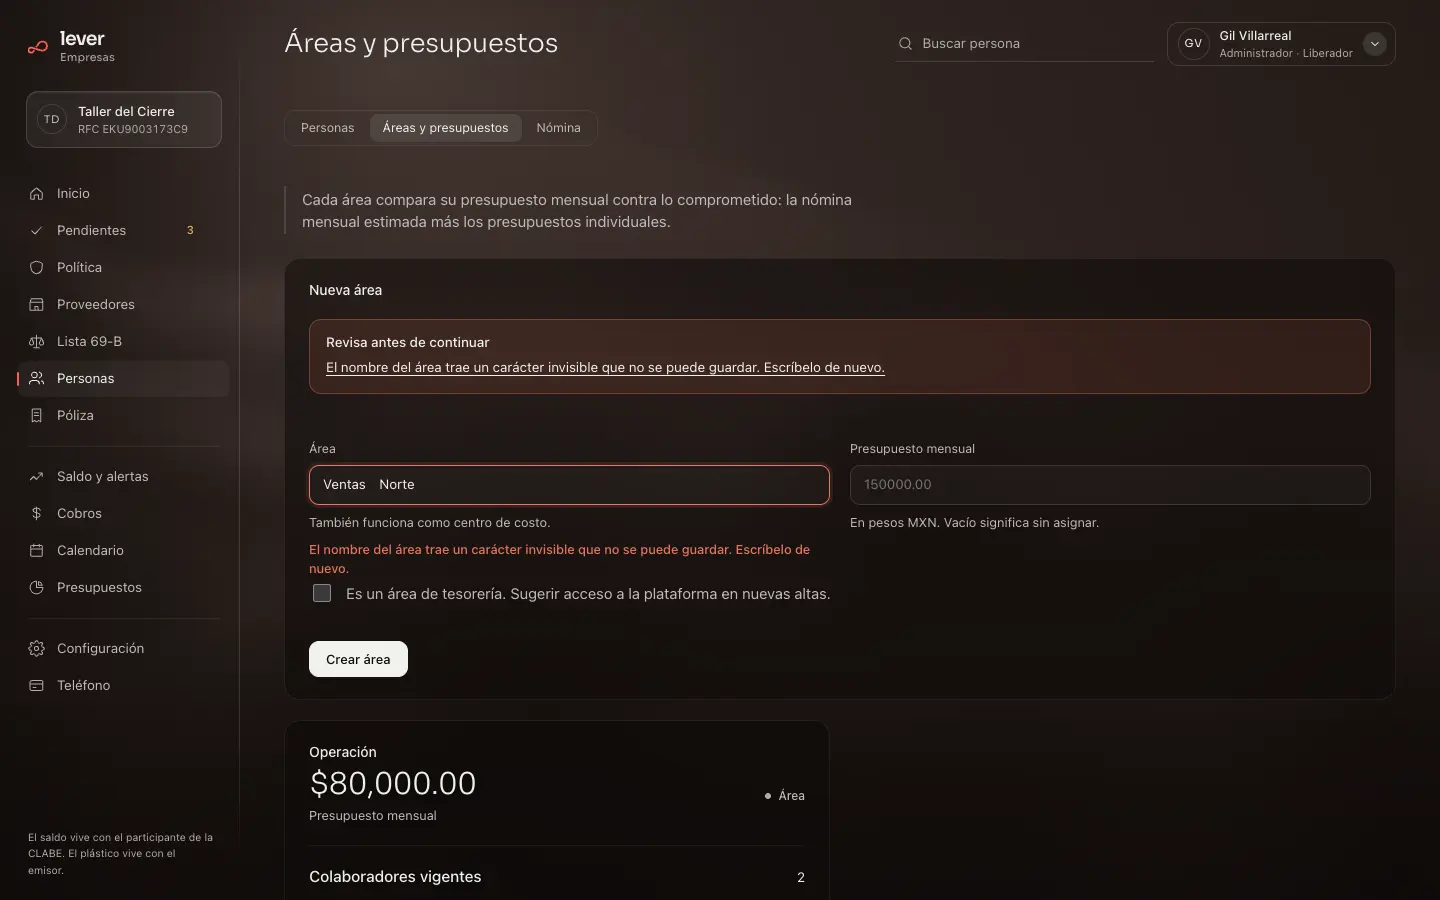 lever
Empresas
Áreas y presupuestos
Buscar persona
GV
Gil Villarreal
Administrador · Liberador
TD
Taller del Cierre
RFC EKU9003173C9
Personas
Áreas y presupuestos
Nómina
Inicio
Pendientes 3
Política
Proveedores
Lista 69-B
Personas
Póliza
Saldo y alertas
Cobros
Calendario
Presupuestos
Configuración
Teléfono
El saldo vive con el participante de la
CLABE. El plástico vive con el
emisor.
Cada área compara su presupuesto mensual contra lo comprometido: la nómina
mensual estimada más los presupuestos individuales.
Nueva área
Revisa antes de continuar
El nombre del área trae un carácter invisible que no se puede guardar. Escríbelo de nuevo.
Área
Ventas Norte
También funciona como centro de costo.
El nombre del área trae un carácter invisible que no se puede guardar. Escríbelo de
nuevo.
Presupuesto mensual
150000.00
En pesos MXN. Vacío significa sin asignar.
Es un área de tesorería. Sugerir acceso a la plataforma en nuevas altas.
Crear área
Operación
$80,000.00
Presupuesto mensual
Área
Colaboradores vigentes 2